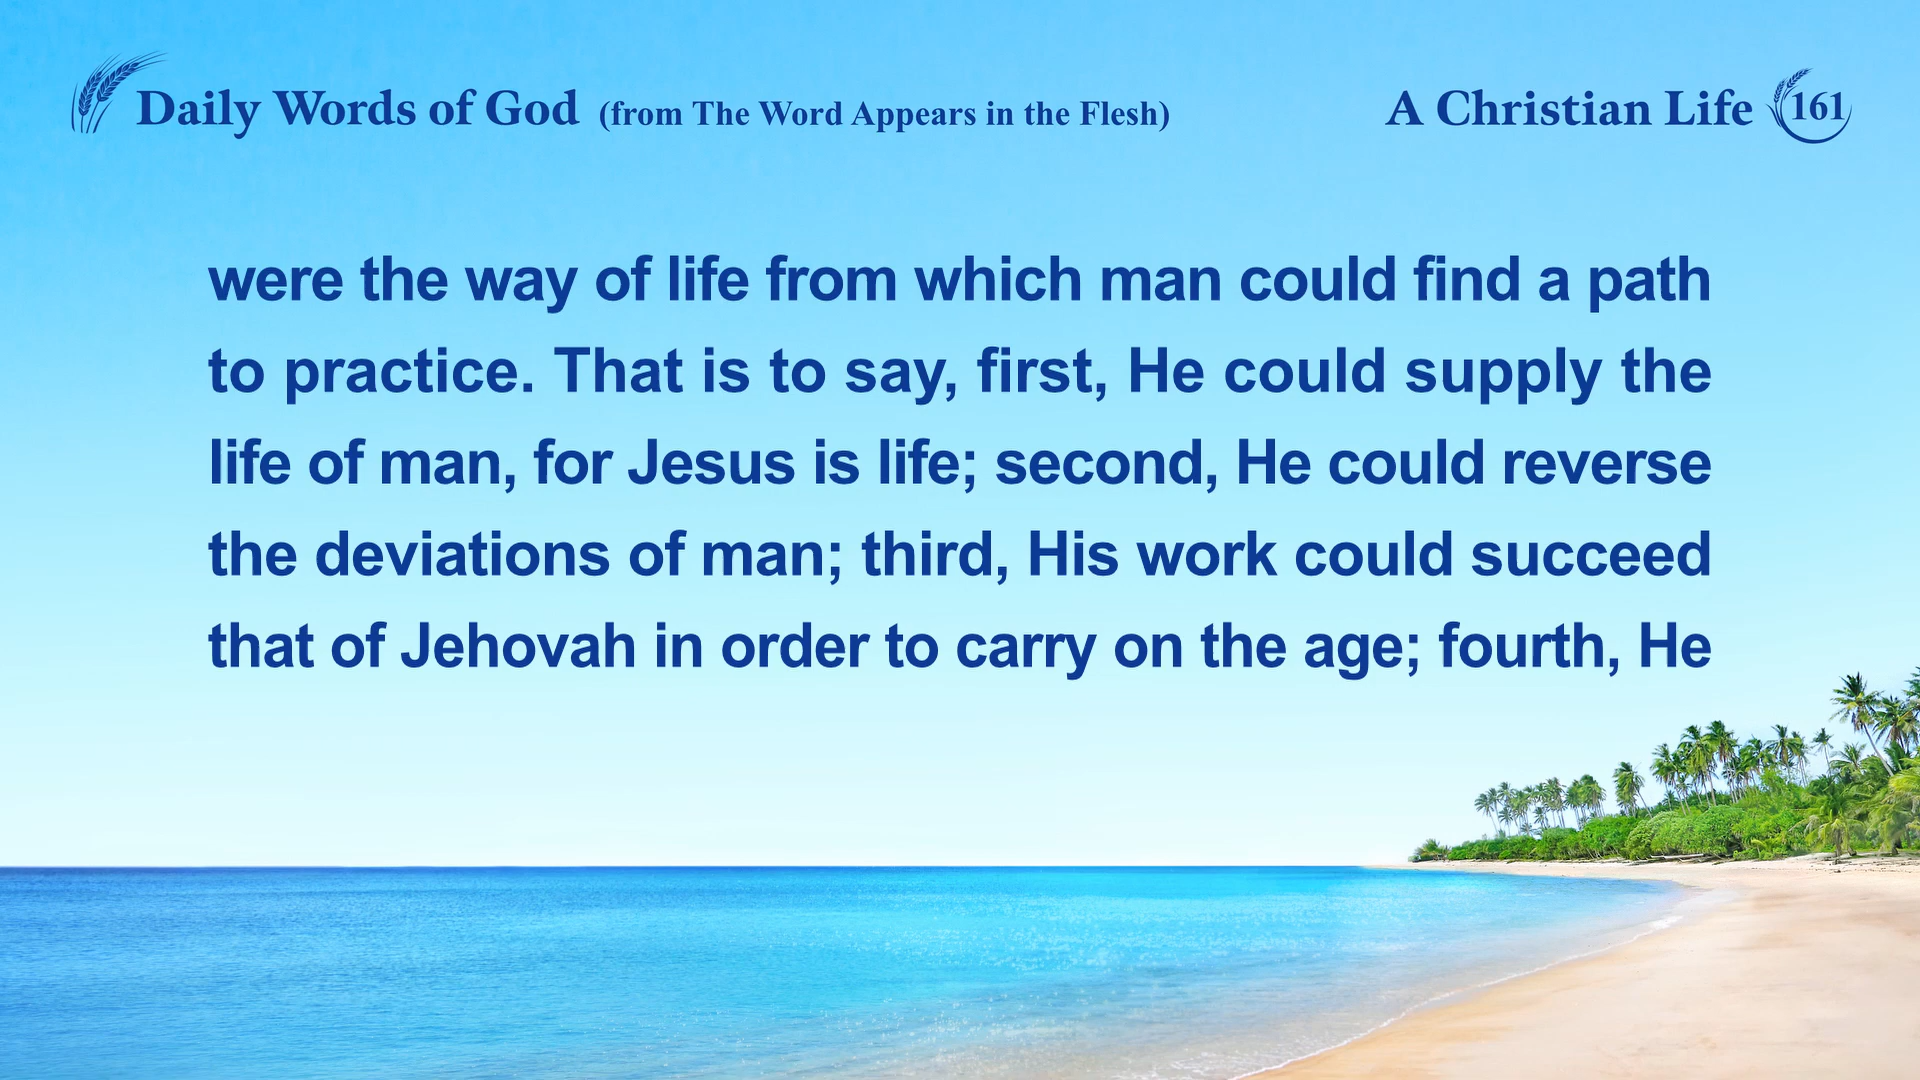 Daily Words of God (from The Word Appears in the Flesh)
A Christian Life 161
were the way of life from which man could find a path
to practice. That is to say, first, He could supply the
life of man, for Jesus is life; second, He could reverse
the deviations of man; third, His work could succeed
that of Jehovah in order to carry on the age; fourth, He